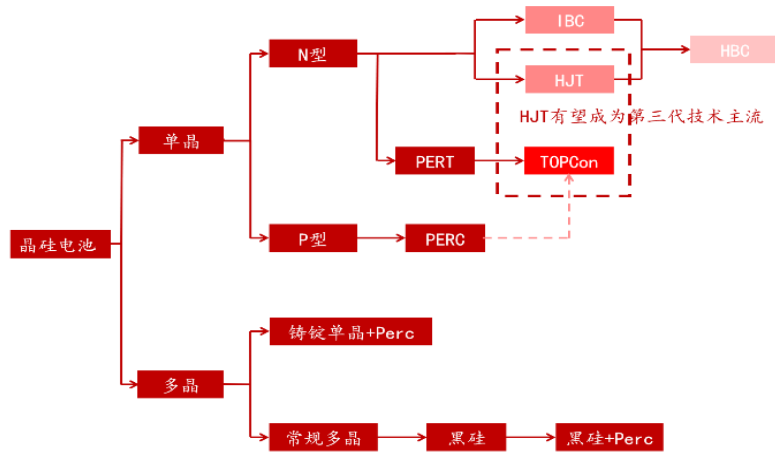 IBC
HBC
N型
HJT
HJT有望成为第三代技术主流
单晶
PERT
TOPCon
晶硅电池
P型
PERC
铸锭单晶+Perc
多晶
常规多晶
黑硅
黑硅+Perc